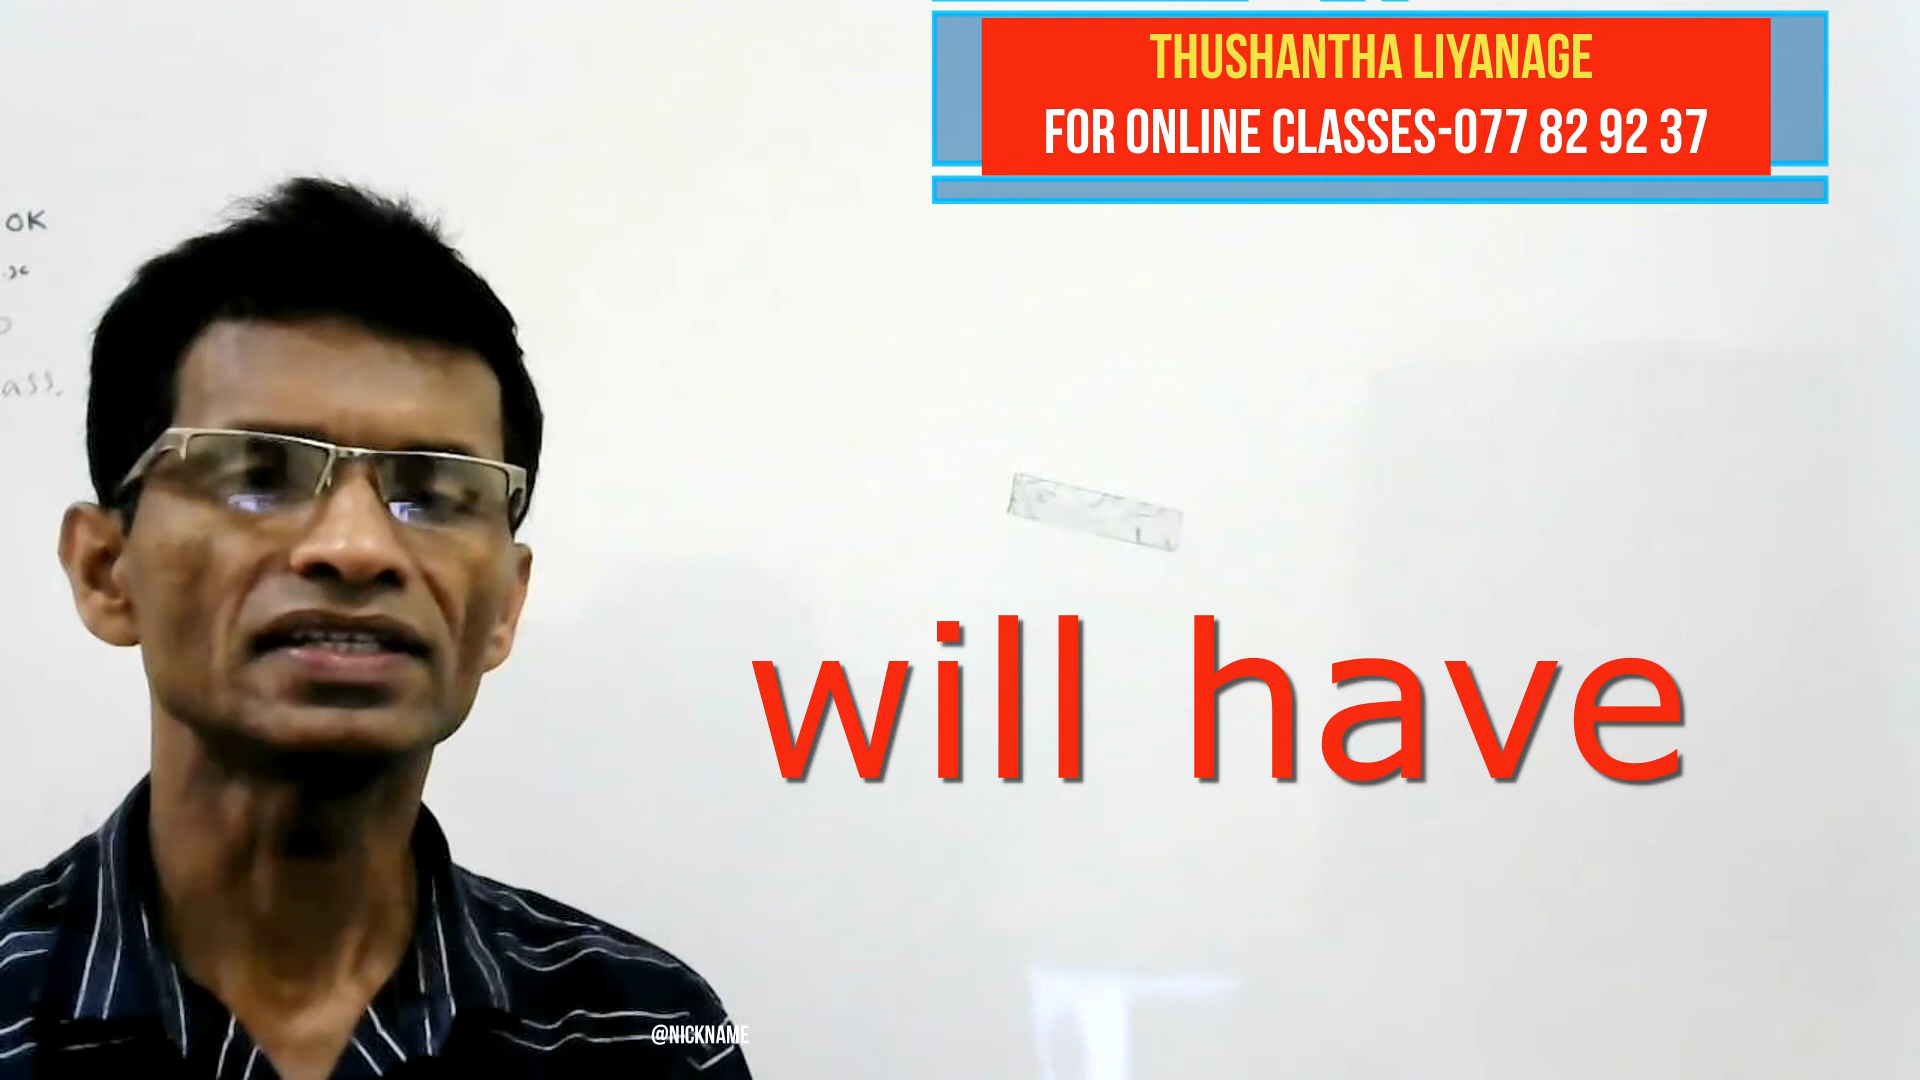 THUSHANTHA LIYANAGE
FOR ONLINE CLASSES-077 82 92 37
OK
will have
@NICKNAME